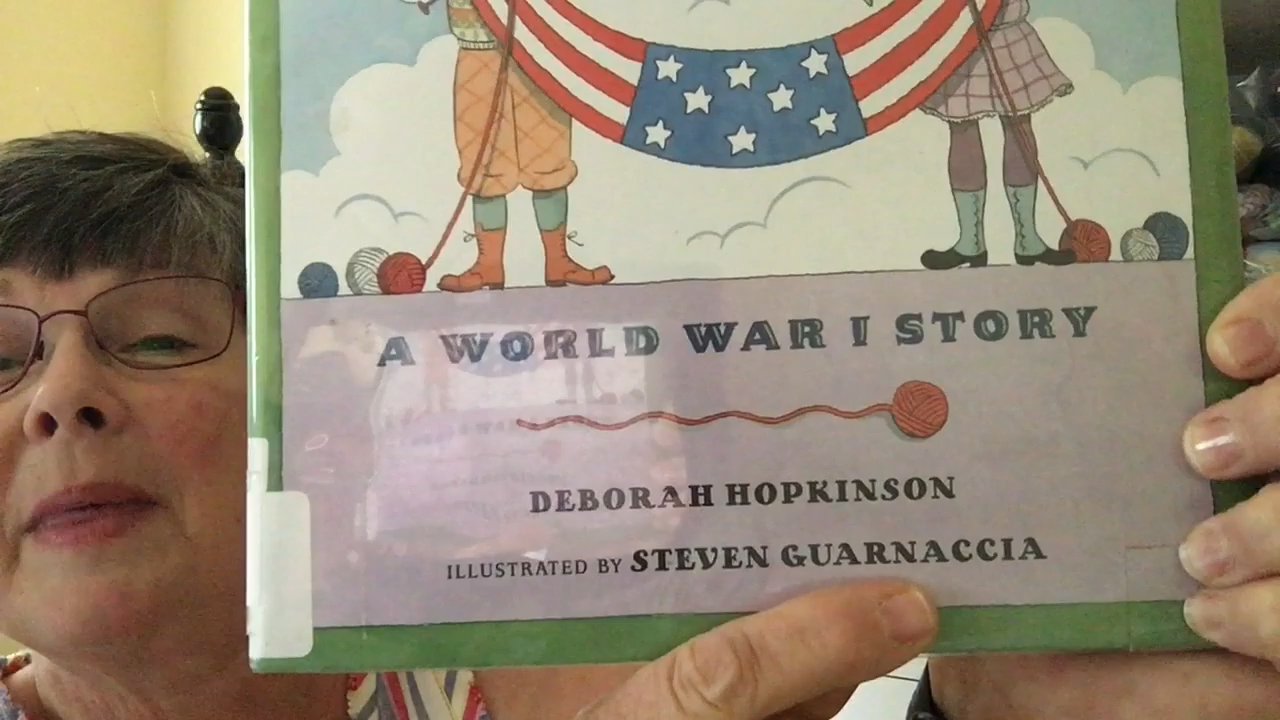 A WORLD WAR I STORY
DEBORAH HOPKINSON
ILLUSTRATED BY STEVEN GUARNACCIA